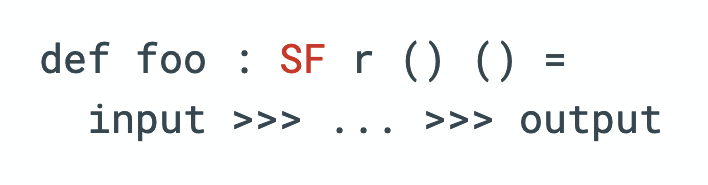 def foo : SF r () () =
input >>> ... >>> output